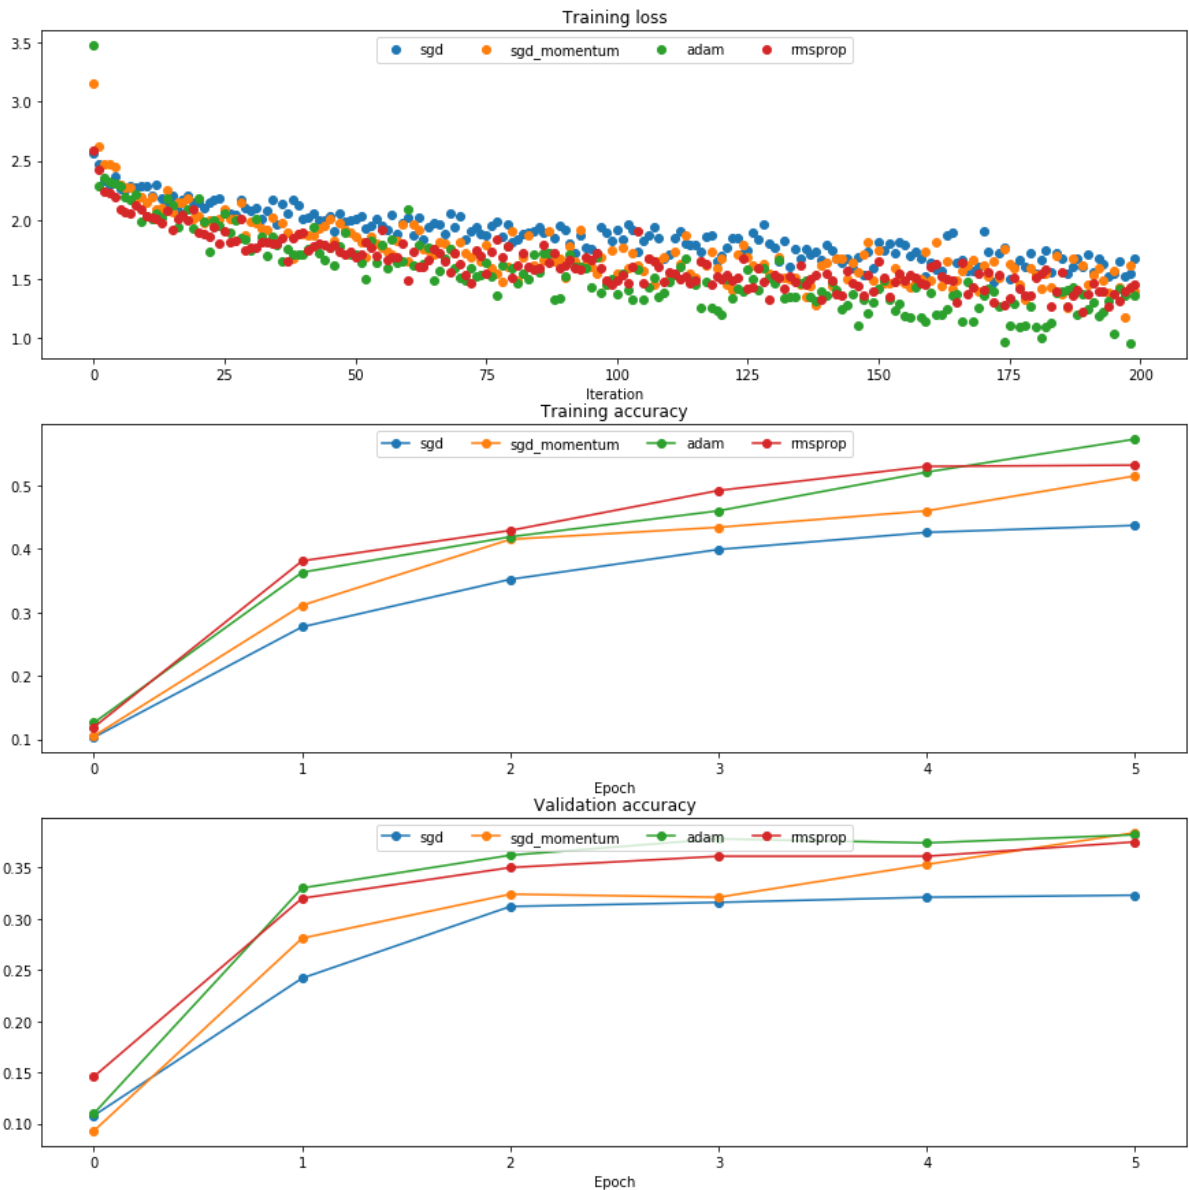 Training loss
sgd sgd_momentum adam rmsprop
3.5
3.0
2.5
2.0
1.5
1.0
0 25 50 75 100 125 150 175 200
Iteration
Training accuracy
sgd sgd_momentum adam rmsprop
0.5
0.4
0.3
0.2
0.1
0 1 2 3 4 5
Epoch
Validation accuracy
sgd sgd_momentum adam rmsprop
0.35
0.30
0.25
0.20
0.15
0.10
0 1 2 3 4 5
Epoch